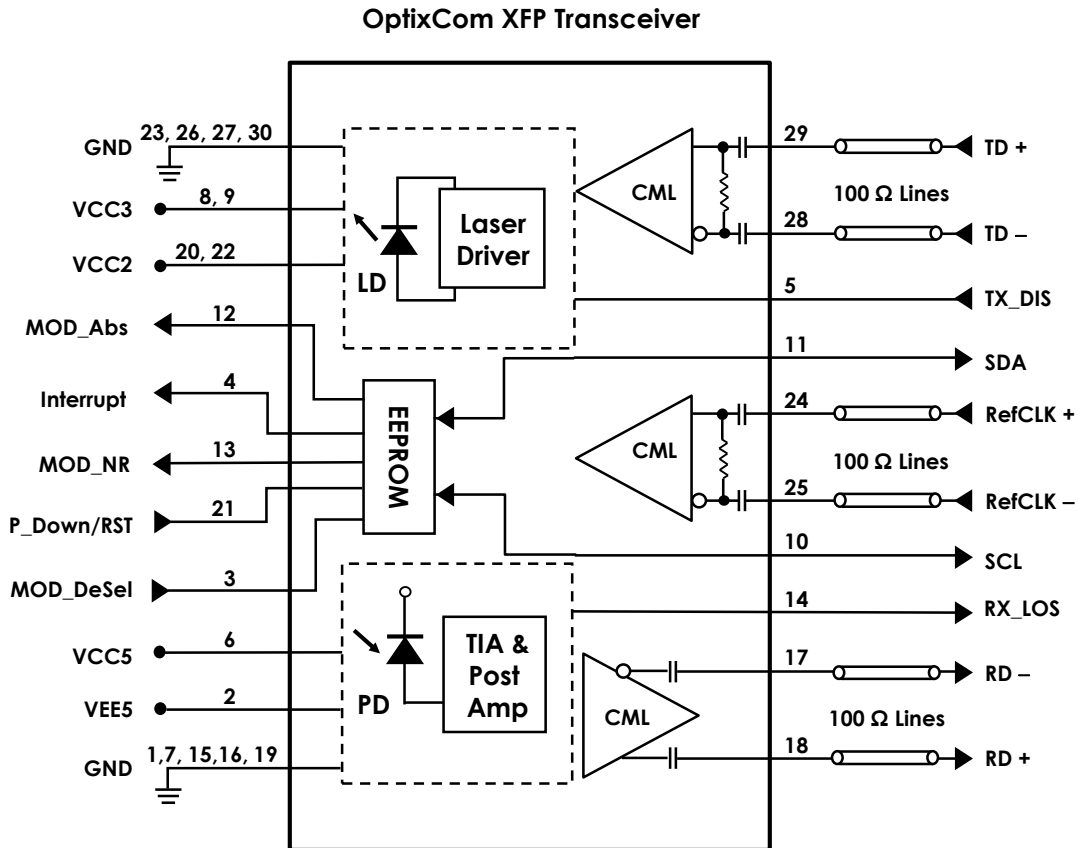 OptixCom XFP Transceiver
GND
23, 26, 27, 30
VCC3
8, 9
VCC2
20, 22
MOD_Abs
12
Interrupt
4
MOD_NR
13
P_Down/RST
21
MOD_DeSel
3
VCC5
6
VEE5
2
GND
1,7, 15,16, 19
LD
Laser
Driver
EEPROM
PD
TIA &
Post
Amp
CML
29
TD +
100 Ω Lines
28
TD –
5
TX_DIS
11
SDA
CML
24
RefCLK +
100 Ω Lines
25
RefCLK –
10
SCL
14
RX_LOS
CML
17
RD –
100 Ω Lines
18
RD +